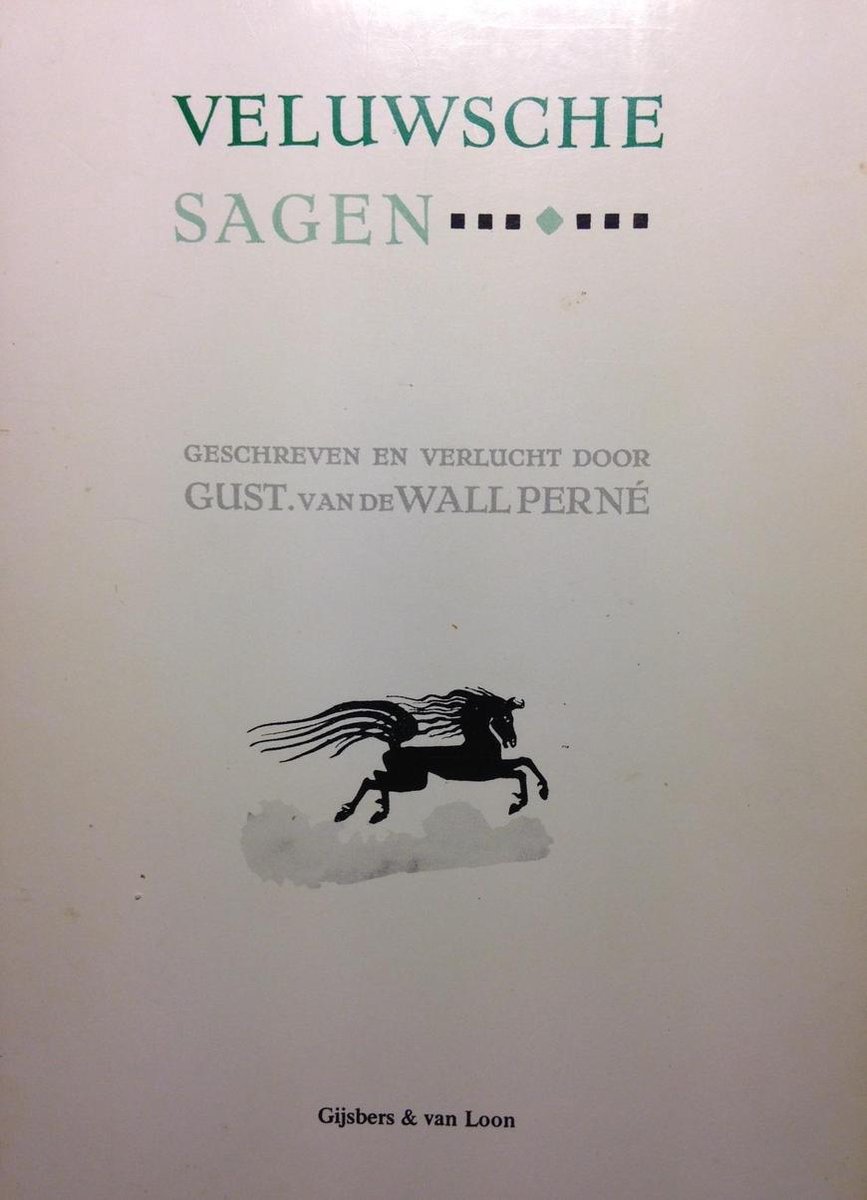 VELUWSCHE
SAGEN
GESCHREVEN EN VERLUCHT DOOR
GUST. VAN DE WALL PERNÉ
Gijsbers & van Loon